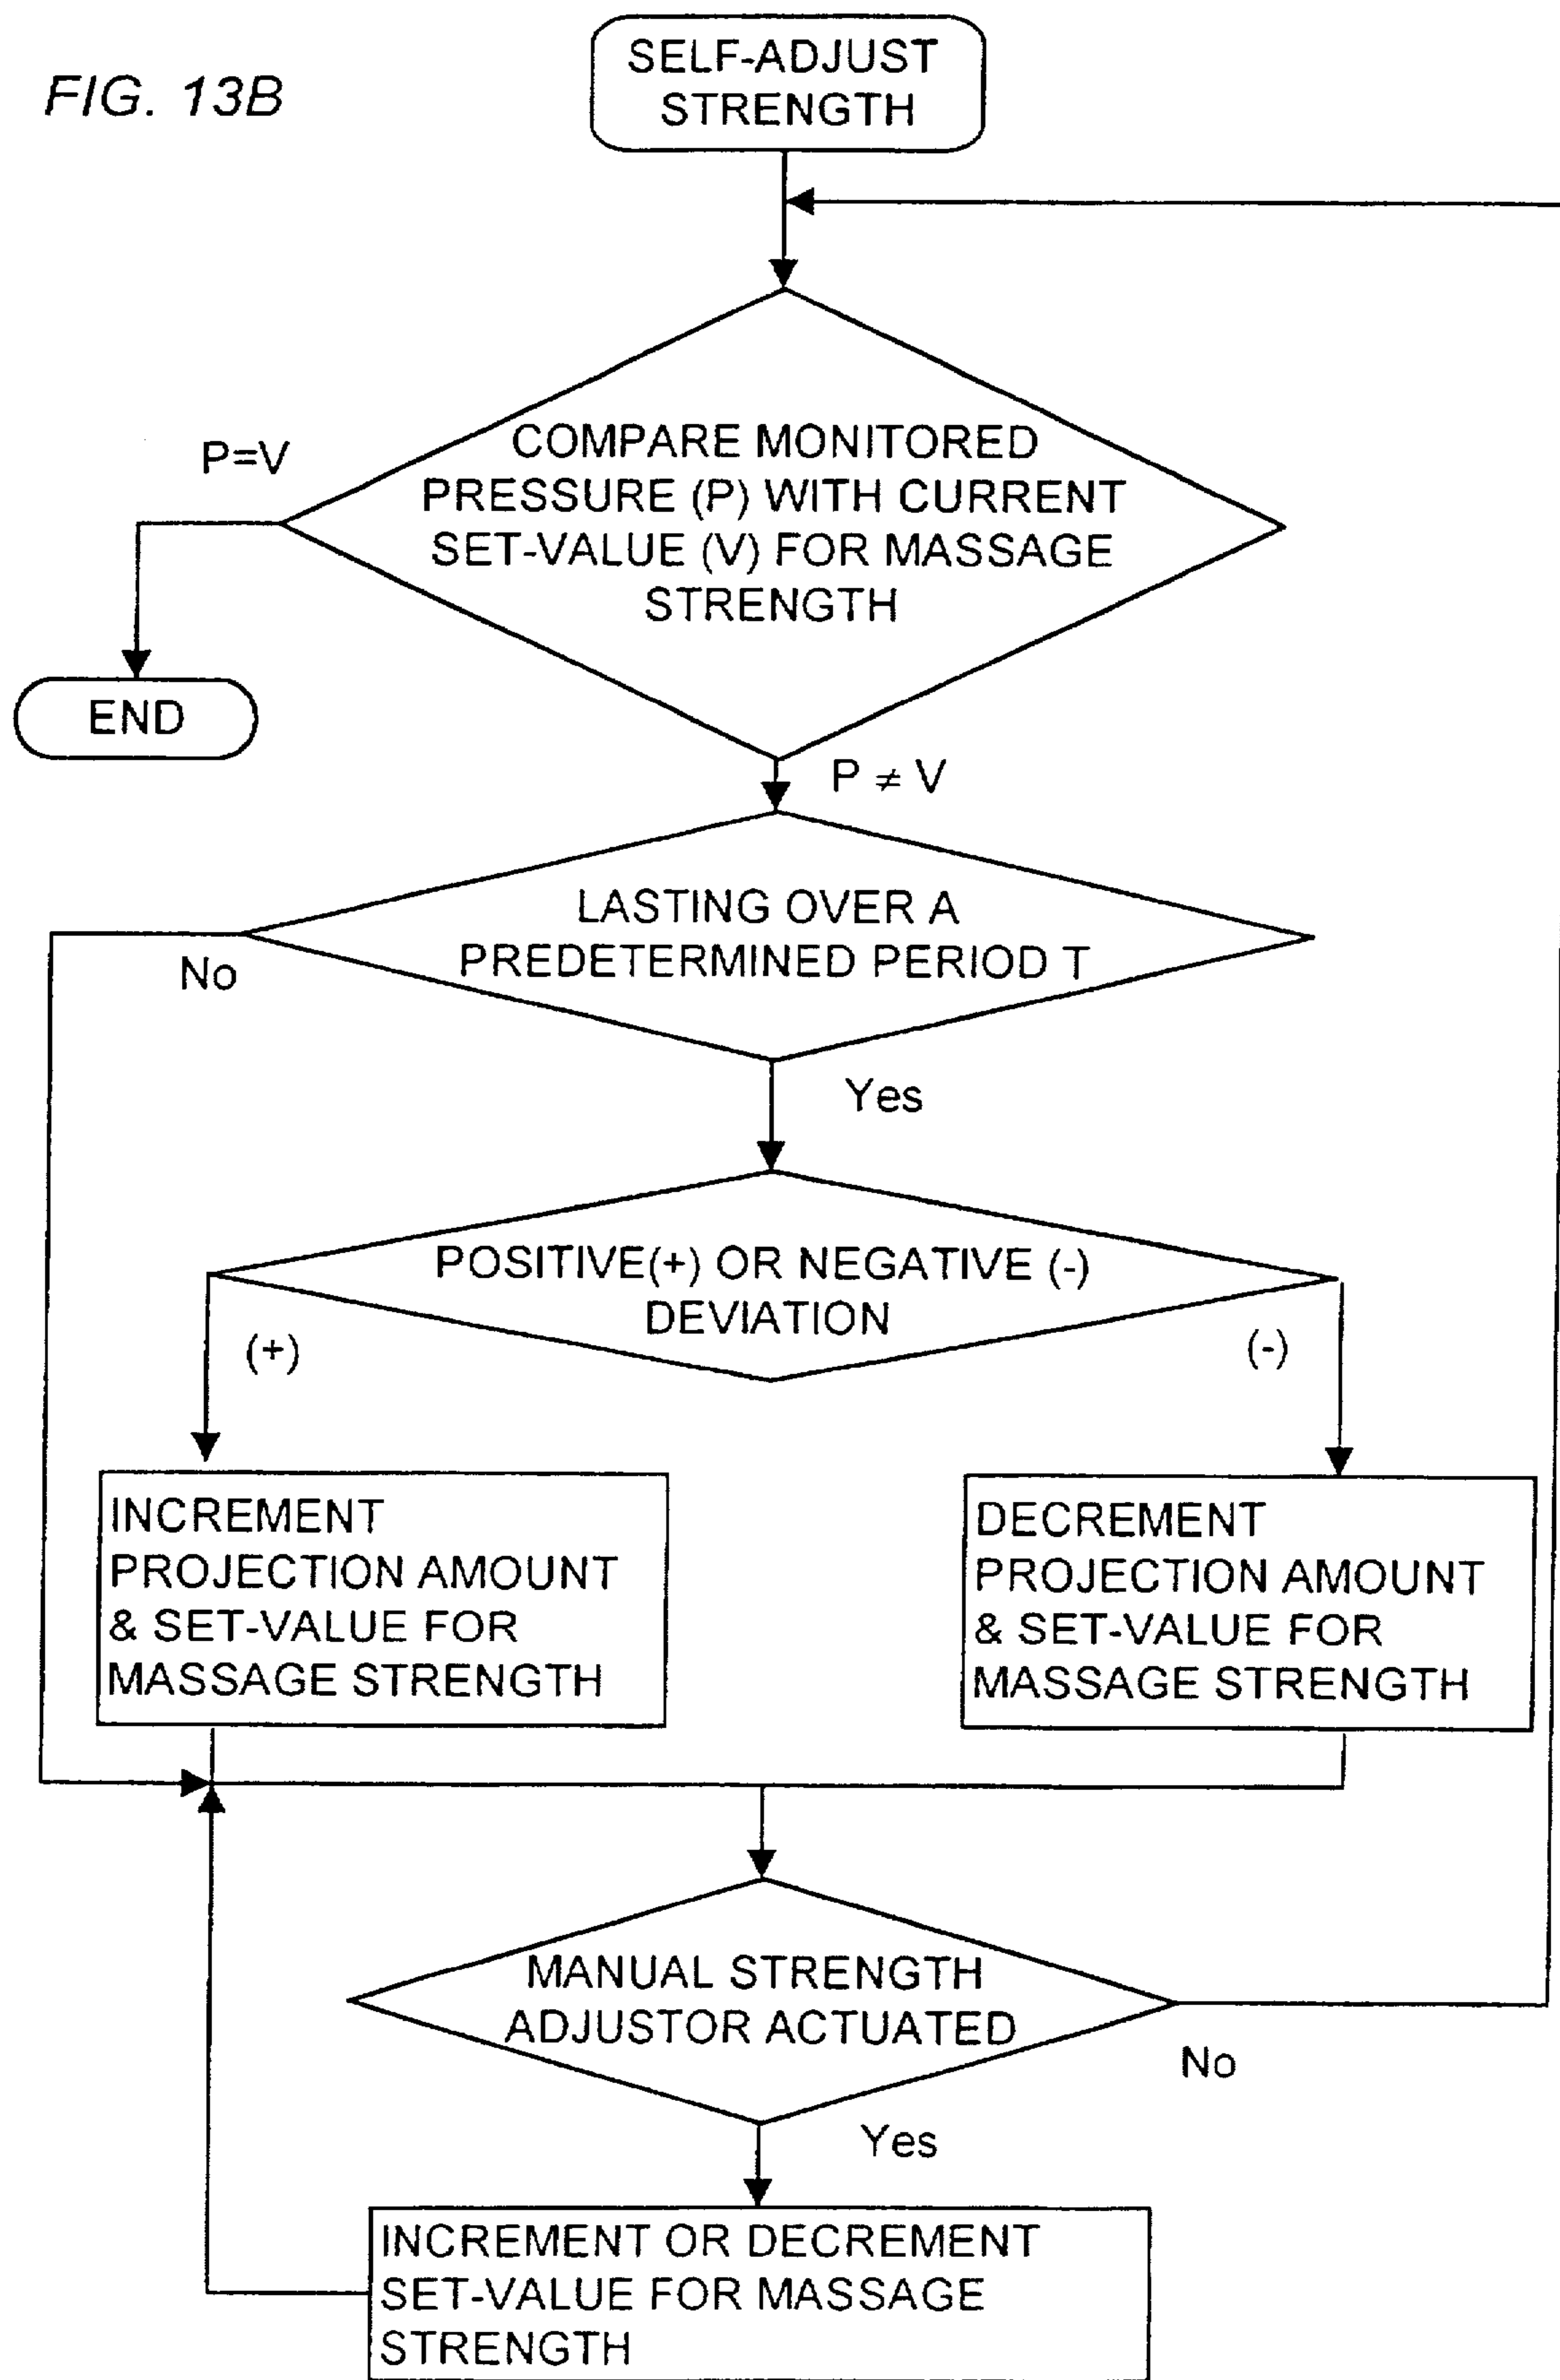 FIG. 13B
SELF-ADJUST
STRENGTH
COMPARE MONITORED
PRESSURE (P) WITH CURRENT
SET-VALUE (V) FOR MASSAGE
STRENGTH
P=V
END
P ≠ V
LASTING OVER A
PREDETERMINED PERIOD T
No
Yes
POSITIVE(+) OR NEGATIVE (-)
DEVIATION
(+)
(-)
INCREMENT
PROJECTION AMOUNT
& SET-VALUE FOR
MASSAGE STRENGTH
DECREMENT
PROJECTION AMOUNT
& SET-VALUE FOR
MASSAGE STRENGTH
MANUAL STRENGTH
ADJUSTOR ACTUATED
No
Yes
INCREMENT OR DECREMENT
SET-VALUE FOR MASSAGE
STRENGTH